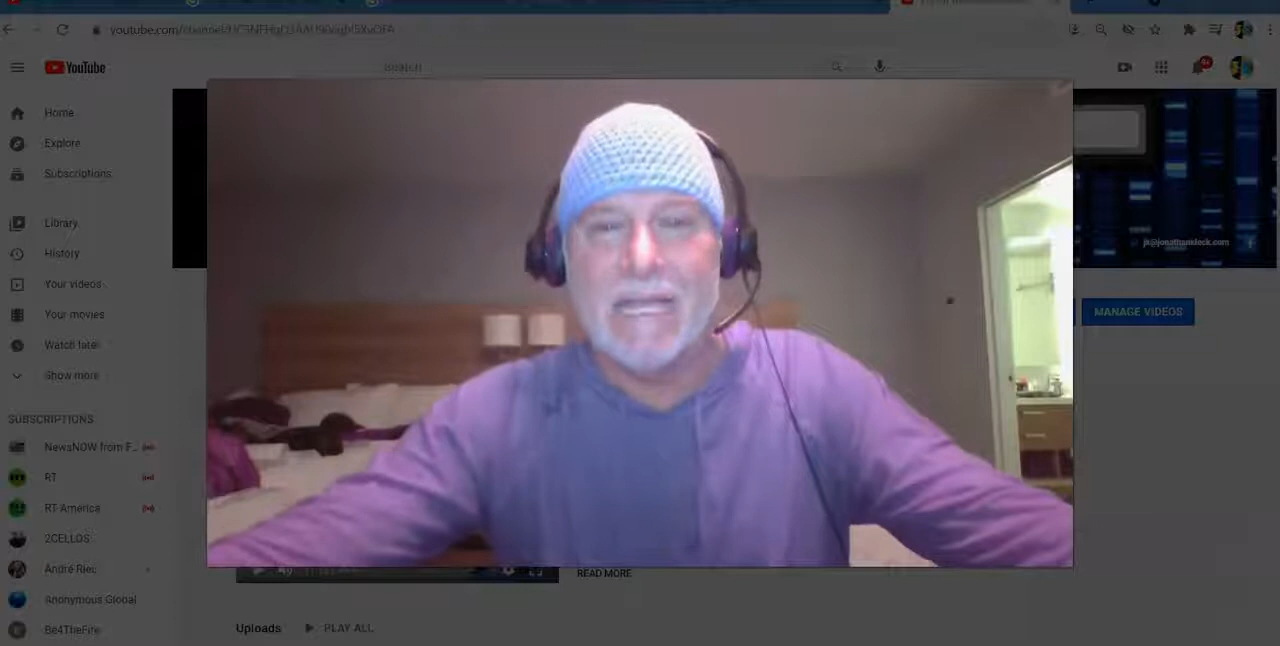 YouTube
Search
Home
Explore
Subscriptions
Library
History
Your videos
Your movies
Watch later
Show more
MANAGE VIDEOS
SUBSCRIPTIONS
NewsNOW from F...
RT
RT America
2CELLOS
André Rieu
Anonymous Global
Be4TheFire
READ MORE
Uploads
PLAY ALL